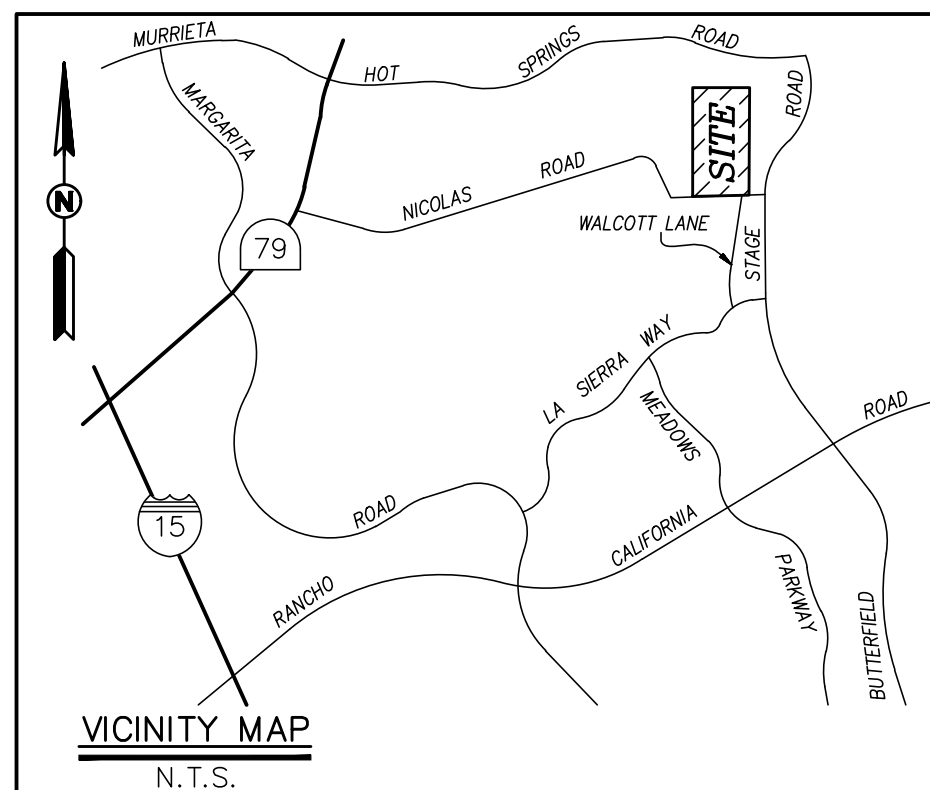 MURRIETA HOT SPRINGS ROAD
MARGARITA ROAD
N
79
NICOLAS ROAD
SITE
WALCOTT LANE
BUTTERFIELD STAGE ROAD
LA SIERRA WAY
MEADOWS PARKWAY
RANCHO CALIFORNIA ROAD
15
VICINITY MAP
N.T.S.